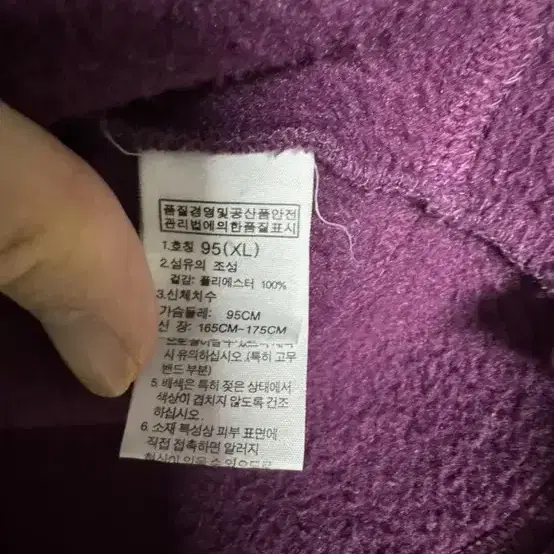 품질경영및공산품안전
관리법에의한품질표시
1.호칭 95(XL)
2.섬유의 조성
겉감: 폴리에스터 100%
3.신체치수
가슴둘레: 95CM
신 장: 165CM~175CM
시 유의하십시오.(특히 고무
밴드 부분)
5. 배색은 특히 젖은 상태에서
색상이 겹치지 않도록 건조
하십시오.
6. 소재 특성상 피부 표면에
직접 접촉하면 알러지